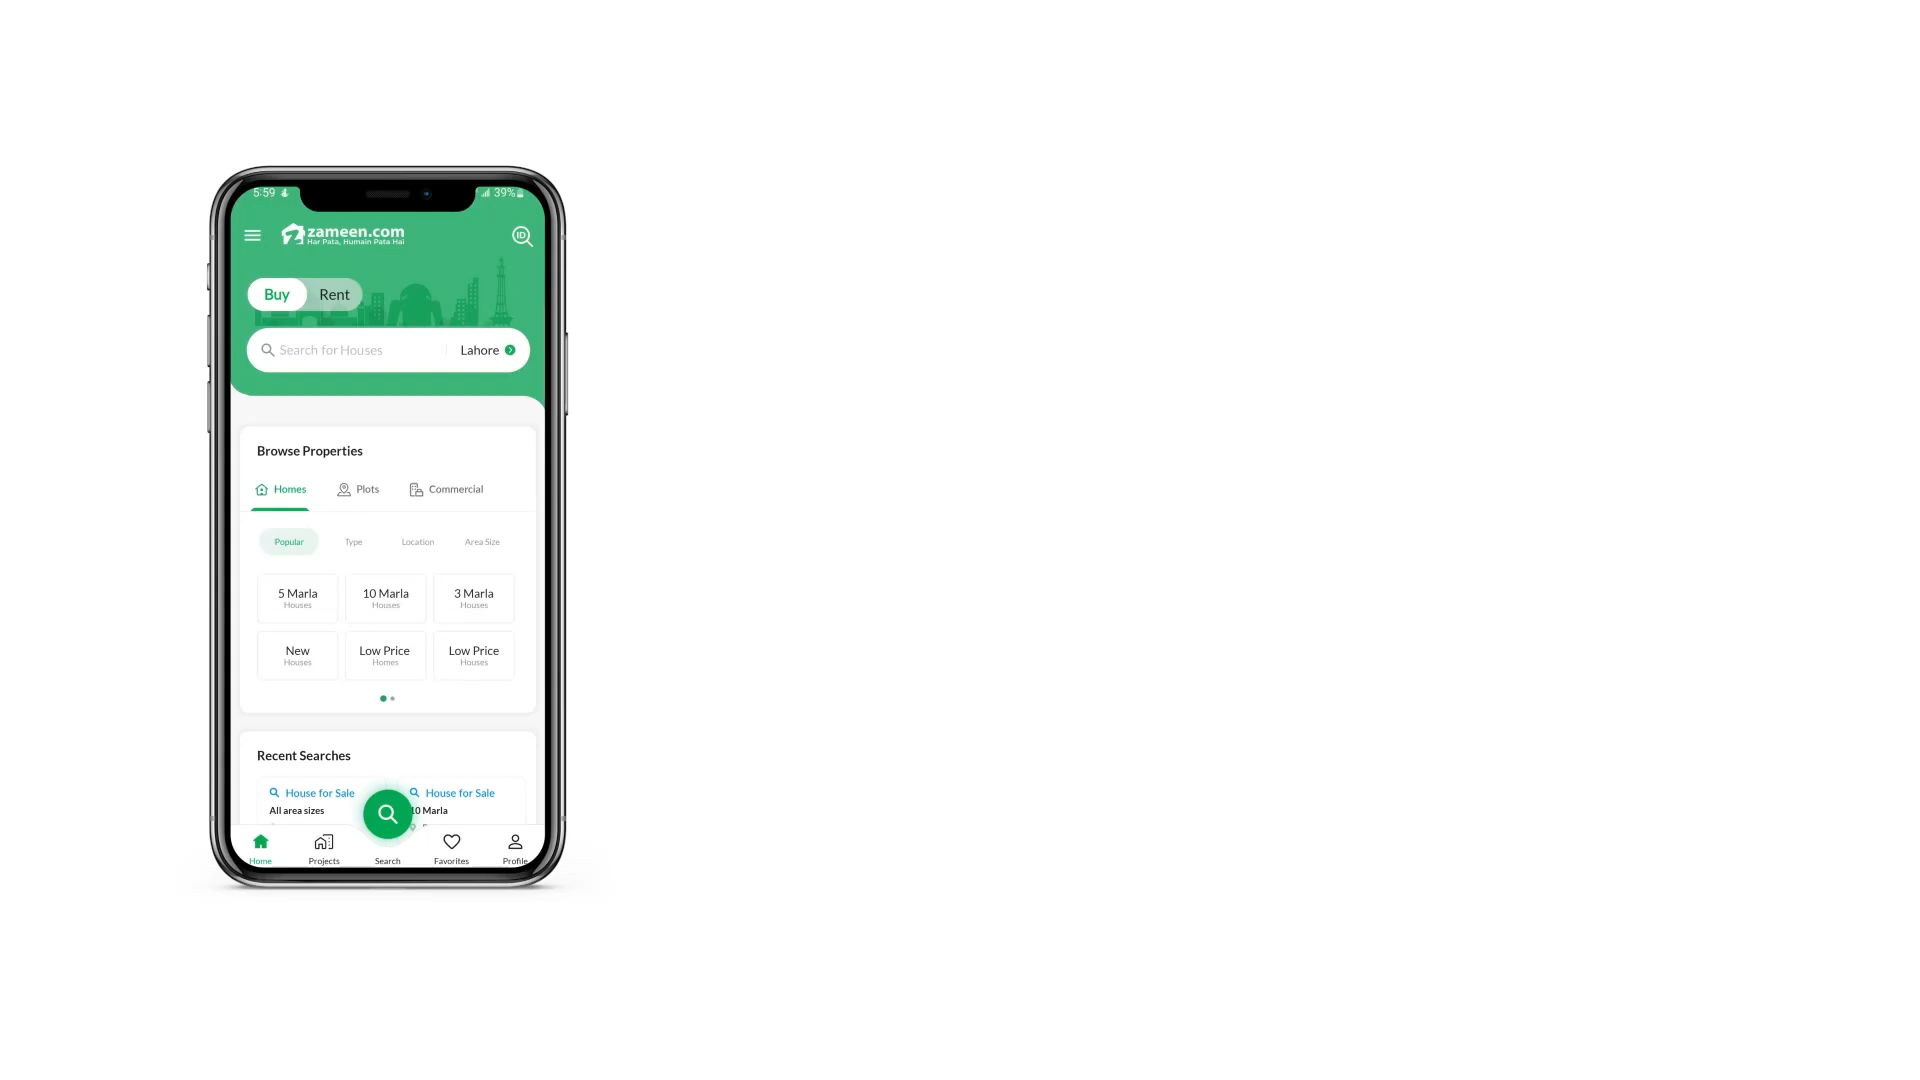 5:59
39%
zameen.com
Har Pata, Humain Pata Hai
ID
Buy Rent
Search for Houses Lahore
Browse Properties
Homes Plots Commercial
Popular Type Location Area Size
5 Marla 10 Marla 3 Marla
Houses Houses Houses
New Low Price Low Price
Houses Homes Houses
Recent Searches
House for Sale House for Sale
All area sizes 10 Marla
Home Projects Search Favorites Profile